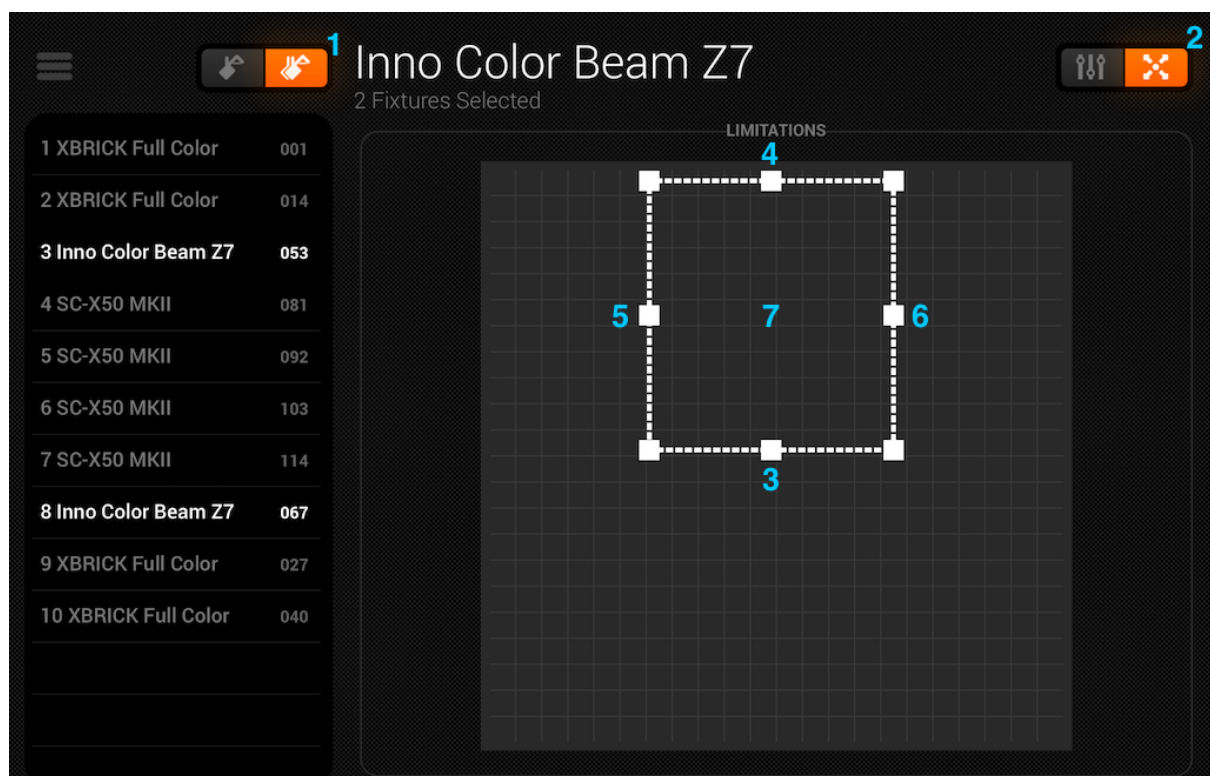 1
Inno Color Beam Z7
2
2 Fixtures Selected
1 XBRICK Full Color 001
2 XBRICK Full Color 014
3 Inno Color Beam Z7 053
4 SC-X50 MKII 081
5 SC-X50 MKII 092
6 SC-X50 MKII 103
7 SC-X50 MKII 114
8 Inno Color Beam Z7 067
9 XBRICK Full Color 027
10 XBRICK Full Color 040
LIMITATIONS
4
5 7 6
3